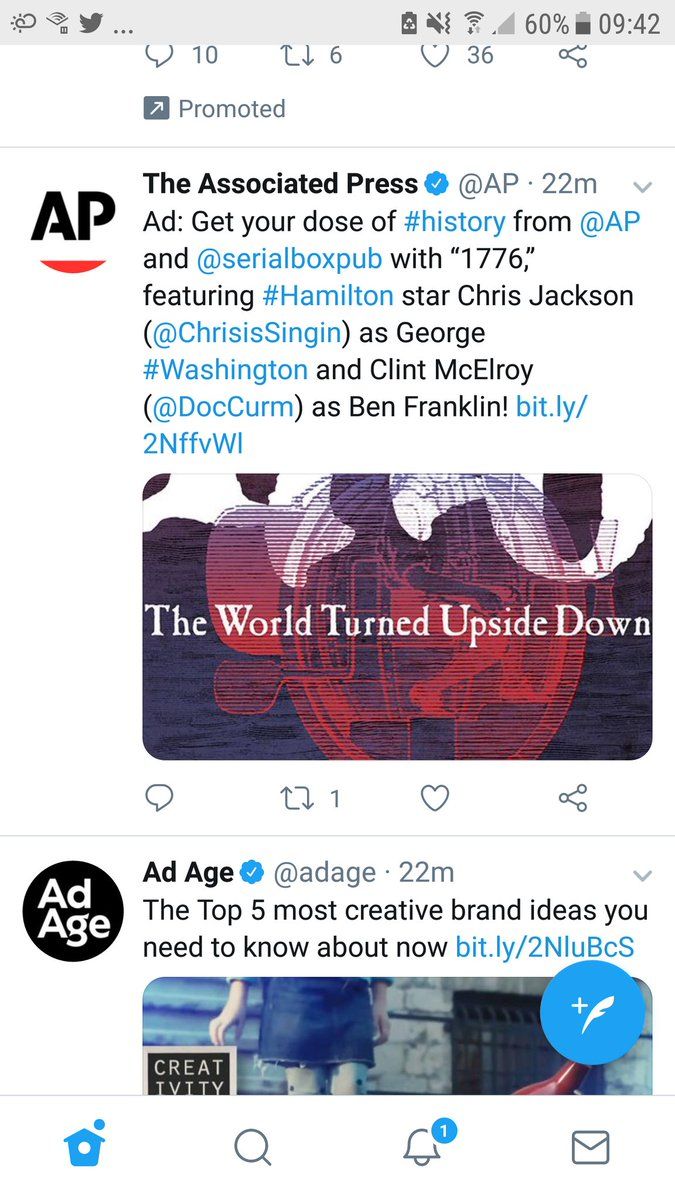 ... 60% 09:42
10 6 36
Promoted
The Associated Press @AP · 22m
AP
Ad: Get your dose of #history from @AP
and @serialboxpub with “1776,”
featuring #Hamilton star Chris Jackson
(@ChrisisSingin) as George
#Washington and Clint McElroy
(@DocCurm) as Ben Franklin! bit.ly/
2NffvWl
The World Turned Upside Down
1
Ad Age @adage · 22m
Ad
Age
The Top 5 most creative brand ideas you
need to know about now bit.ly/2NluBcS
CREAT
IVITY
1